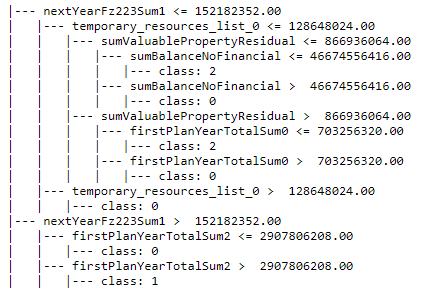 |--- nextYearFz223Sum1 <= 152182352.00
|   |--- temporary_resources_list_0 <= 128648024.00
|   |   |--- sumValuablePropertyResidual <= 866936064.00
|   |   |   |--- sumBalanceNoFinancial <= 46674556416.00
|   |   |   |   |--- class: 2
|   |   |   |--- sumBalanceNoFinancial >  46674556416.00
|   |   |   |   |--- class: 0
|   |   |--- sumValuablePropertyResidual >  866936064.00
|   |   |   |--- firstPlanYearTotalSum0 <= 703256320.00
|   |   |   |   |--- class: 2
|   |   |   |--- firstPlanYearTotalSum0 >  703256320.00
|   |   |   |   |--- class: 0
|   |--- temporary_resources_list_0 >  128648024.00
|   |   |--- class: 0
|--- nextYearFz223Sum1 >  152182352.00
|   |--- firstPlanYearTotalSum2 <= 2907806208.00
|   |   |--- class: 0
|   |--- firstPlanYearTotalSum2 >  2907806208.00
|   |   |--- class: 1